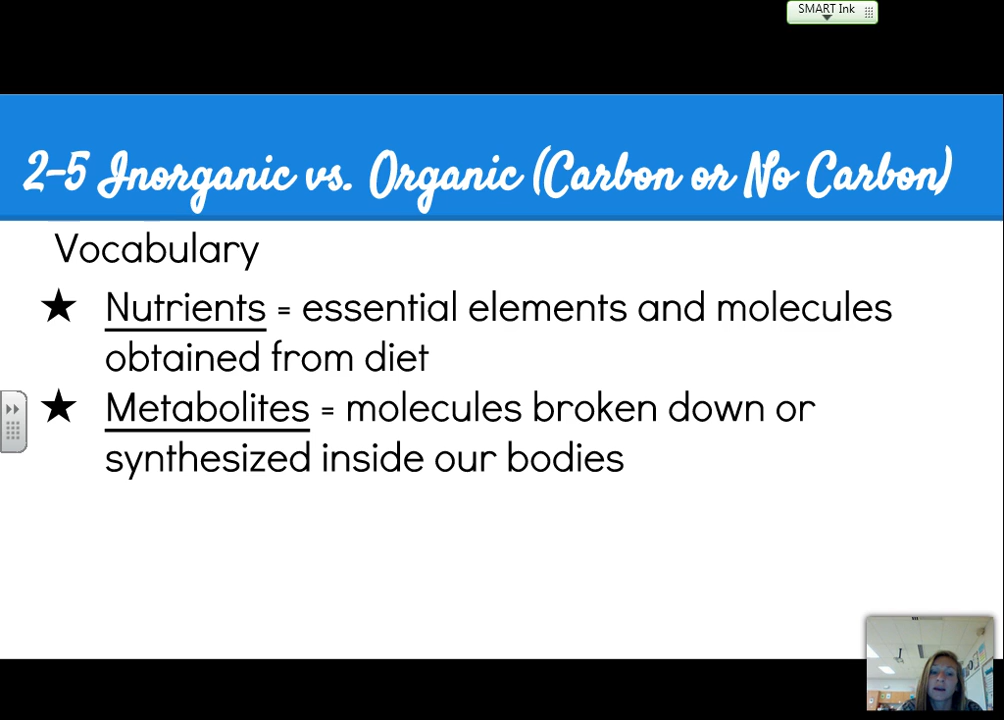 SMART Ink
2-5 Inorganic vs. Organic (Carbon or No Carbon)
Vocabulary
★ Nutrients = essential elements and molecules
obtained from diet
★ Metabolites = molecules broken down or
synthesized inside our bodies